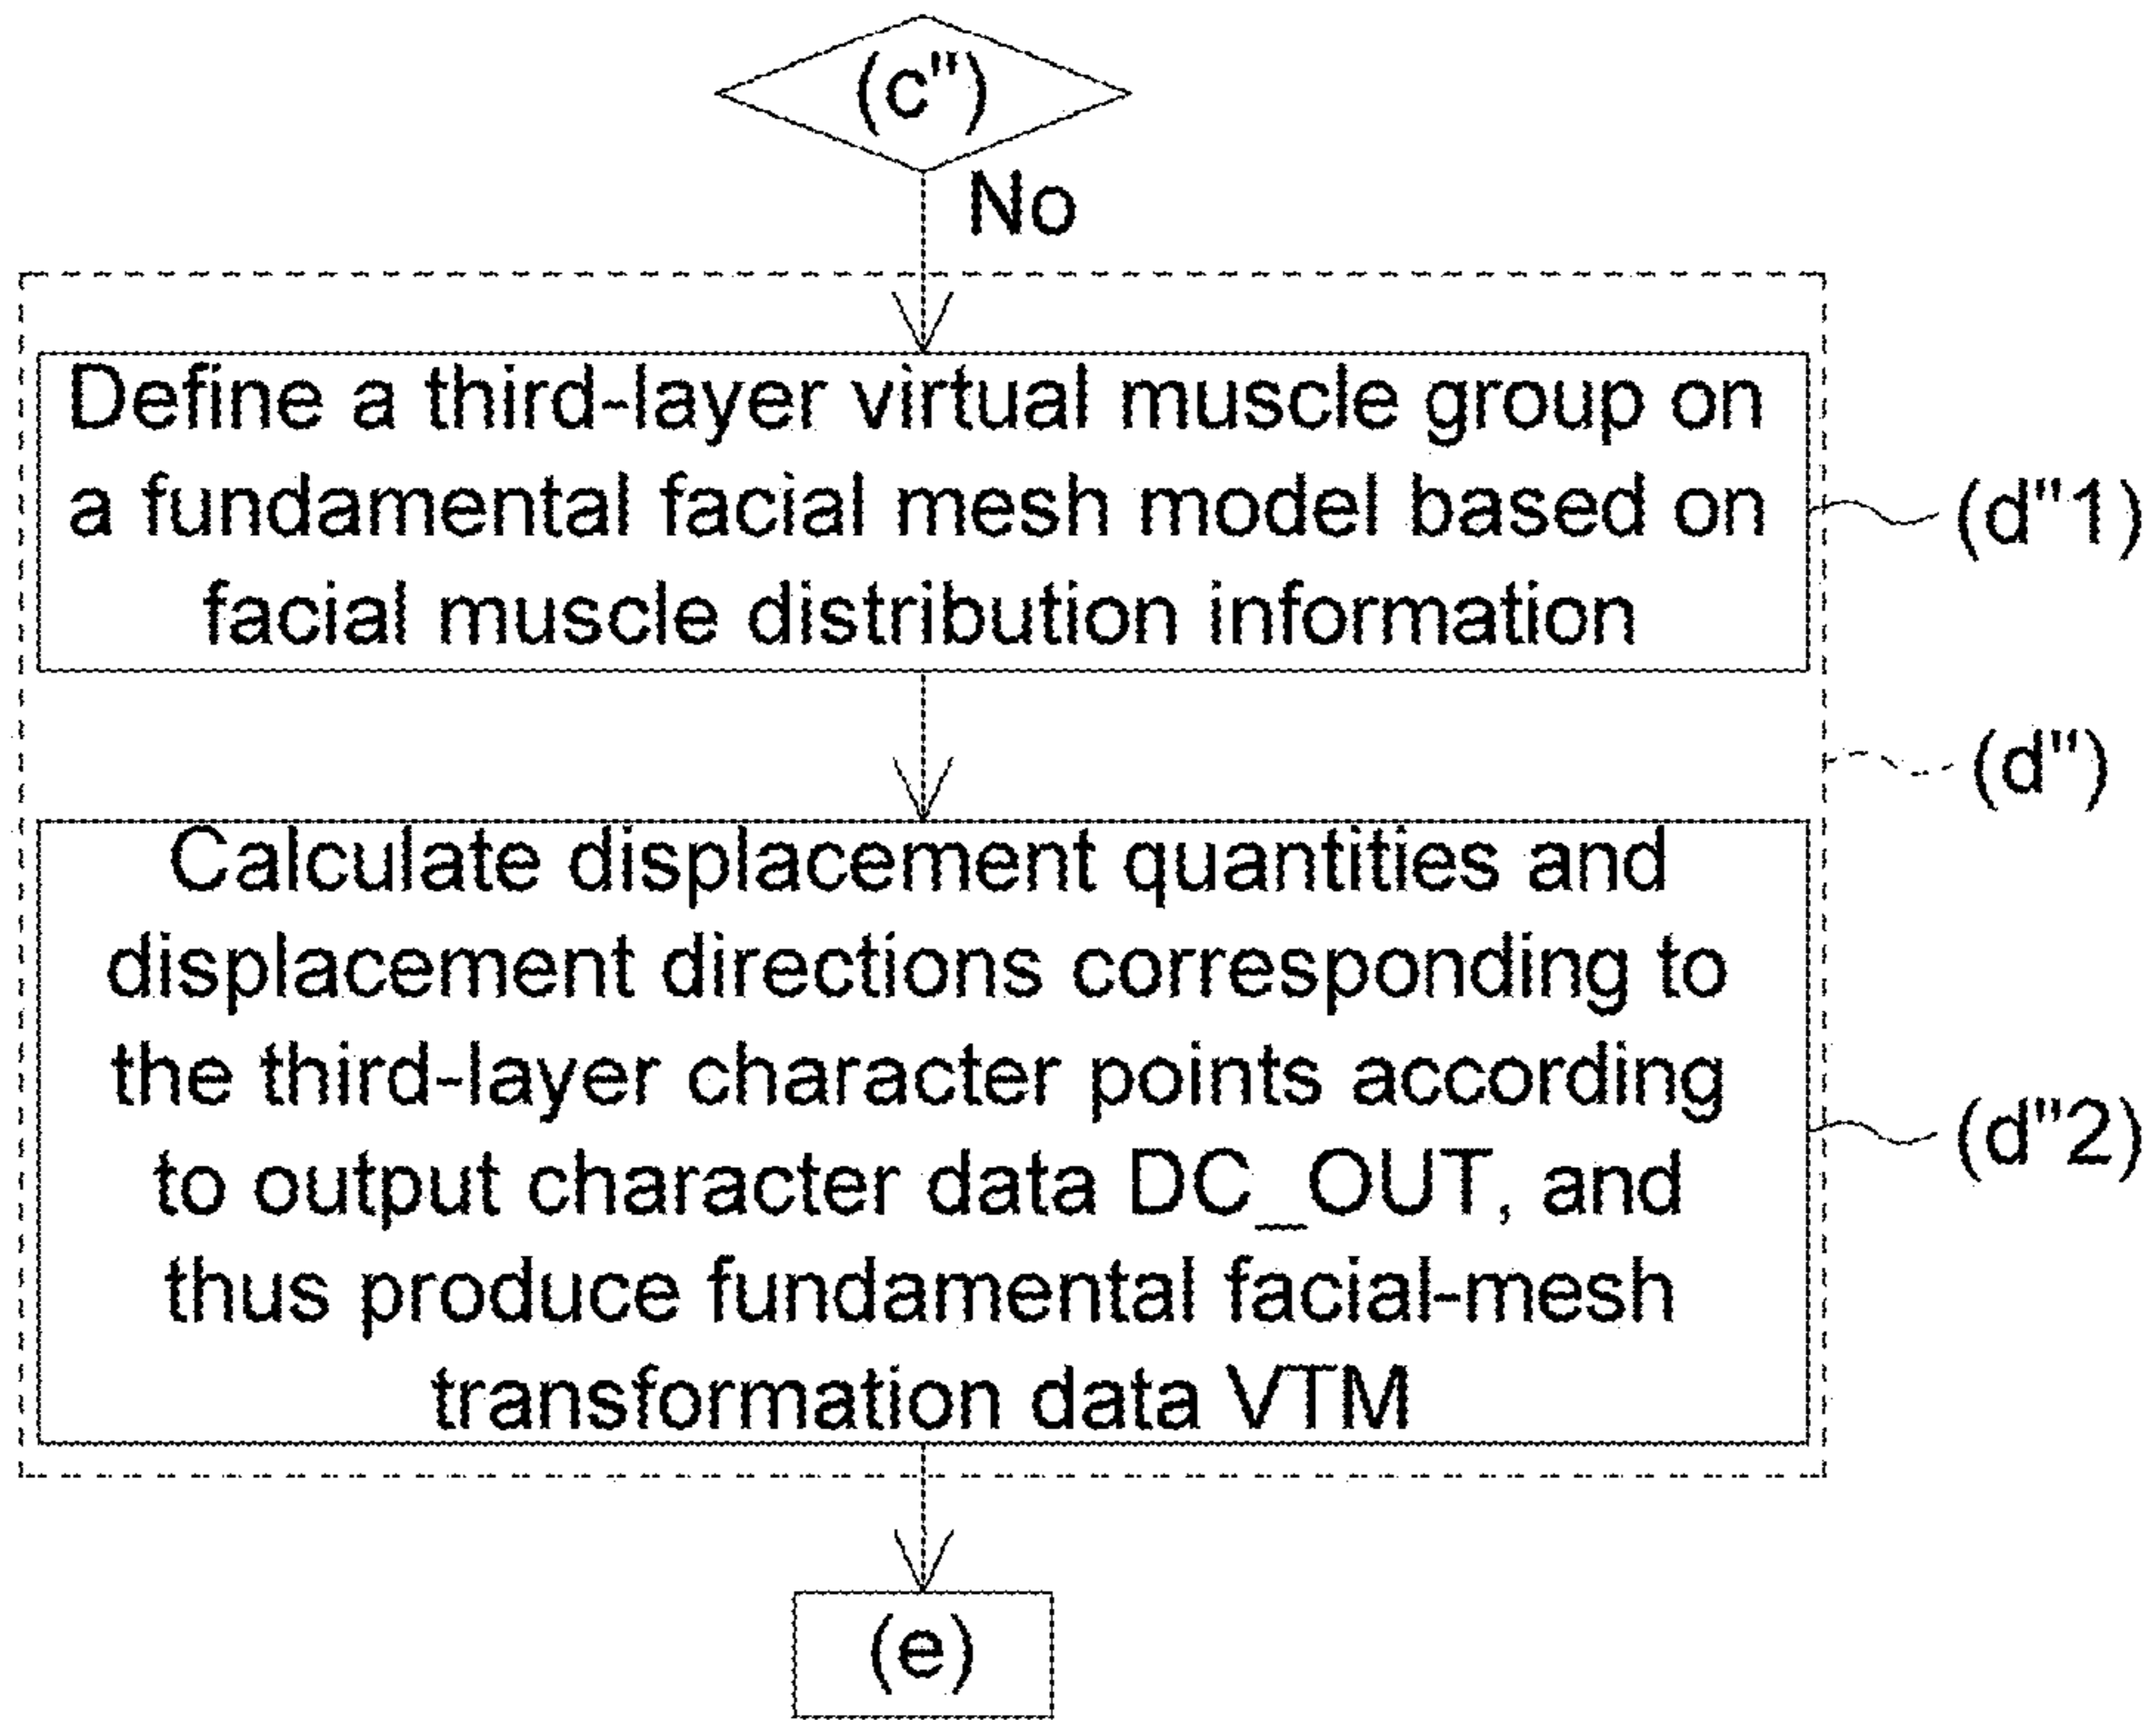 (c")
No
Define a third-layer virtual muscle group on
a fundamental facial mesh model based on
facial muscle distribution information
(d"1)
(d")
Calculate displacement quantities and
displacement directions corresponding to
the third-layer character points according
to output character data DC_OUT, and
thus produce fundamental facial-mesh
transformation data VTM
(d"2)
(e)